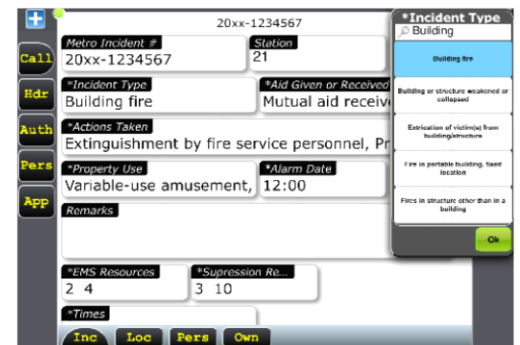 20xx-1234567
Call
Hdr
Auth
Pers
App
Metro Incident #
20xx-1234567
Station
21
*Incident Type
Building fire
*Aid Given or Received
Mutual aid receiv
*Actions Taken
Extinguishment by fire service personnel, Pr
*Property Use
Variable-use amusement,
*Alarm Date
12:00
Remarks
*EMS Resources
2 4
*Supression Re...
3 10
*Times
Inc Loc Pers Own
*Incident Type
Building
Building fire
Building or structure weakened or
collapsed
Extrication of victim(s) from
building/structure
Fire in portable building, fixed
location
Fires in structure other than in a
building
Ok